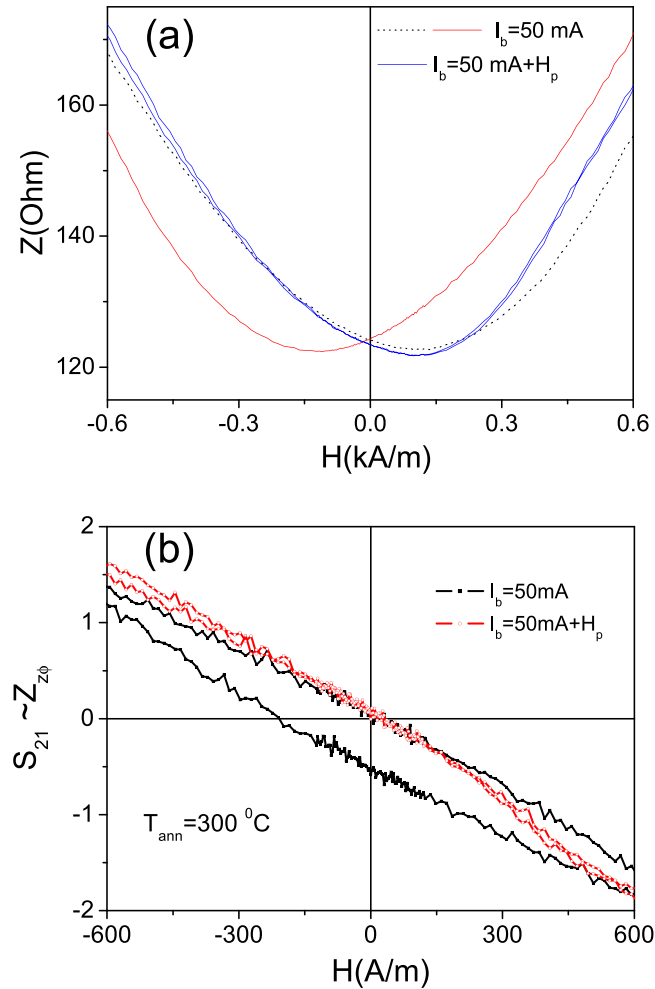 (a)
I_b=50 mA
I_b=50 mA+H_p
Z(Ohm)
160
140
120
-0.6 -0.3 0.0 0.3 0.6
H(kA/m)
(b)
I_b=50mA
I_b=50mA+H_p
S_21 ~Z_zϕ
2
1
0
-1
-2
T_ann=300 ⁰C
-600 -300 0 300 600
H(A/m)